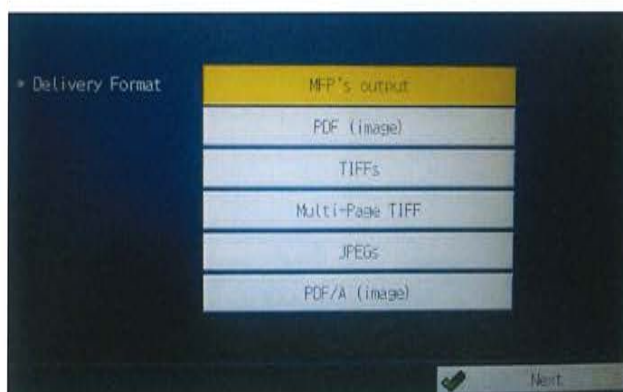 * Delivery Format
MFP's output
PDF (image)
TIFFs
Multi-Page TIFF
JPEGs
PDF/A (image)
Next